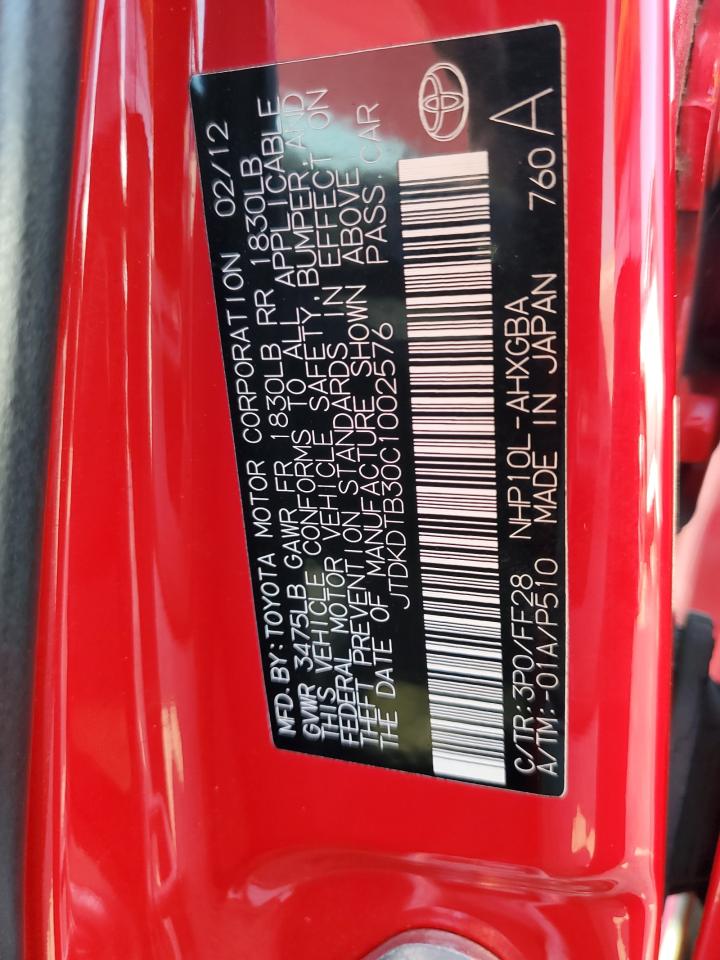 MFD. BY: TOYOTA MOTOR CORPORATION 02/12
GVWR 3475LB GAWR FR 1830LB RR 1830LB
THIS VEHICLE CONFORMS TO ALL APPLICABLE
FEDERAL MOTOR VEHICLE SAFETY, BUMPER, AND
THEFT PREVENTION STANDARDS IN EFFECT ON
THE DATE OF MANUFACTURE SHOWN ABOVE
JTDKDTB30C1002576 PASS. CAR
C/TR: 3P0/FF28 NHP10L-AHXGBA
A/TM: -01A/P510 MADE IN JAPAN 760 A